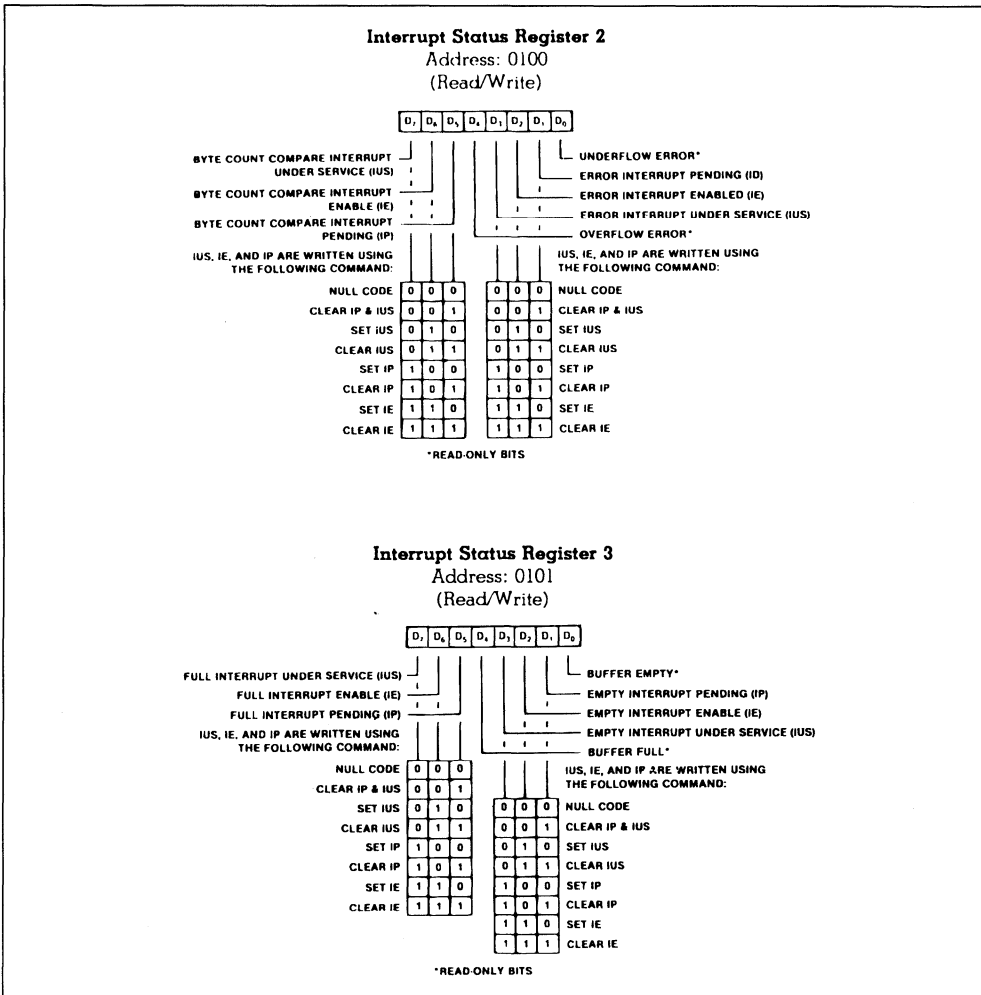 Interrupt Status Register 2
Address: 0100
(Read/Write)
D₇ D₆ D₅ D₄ D₃ D₂ D₁ D₀
BYTE COUNT COMPARE INTERRUPT
UNDER SERVICE (IUS)
BYTE COUNT COMPARE INTERRUPT
ENABLE (IE)
BYTE COUNT COMPARE INTERRUPT
PENDING (IP)
UNDERFLOW ERROR*
ERROR INTERRUPT PENDING (ID)
ERROR INTERRUPT ENABLED (IE)
ERROR INTERRUPT UNDER SERVICE (IUS)
OVERFLOW ERROR*
IUS, IE, AND IP ARE WRITTEN USING
THE FOLLOWING COMMAND:
IUS, IE, AND IP ARE WRITTEN USING
THE FOLLOWING COMMAND:
NULL CODE 0 0 0 0 0 0 NULL CODE
CLEAR IP & IUS 0 0 1 0 0 1 CLEAR IP & IUS
SET IUS 0 1 0 0 1 0 SET IUS
CLEAR IUS 0 1 1 0 1 1 CLEAR IUS
SET IP 1 0 0 1 0 0 SET IP
CLEAR IP 1 0 1 1 0 1 CLEAR IP
SET IE 1 1 0 1 1 0 SET IE
CLEAR IE 1 1 1 1 1 1 CLEAR IE
*READ-ONLY BITS
Interrupt Status Register 3
Address: 0101
(Read/Write)
D₇ D₆ D₅ D₄ D₃ D₂ D₁ D₀
FULL INTERRUPT UNDER SERVICE (IUS)
FULL INTERRUPT ENABLE (IE)
FULL INTERRUPT PENDING (IP)
IUS, IE, AND IP ARE WRITTEN USING
THE FOLLOWING COMMAND:
NULL CODE 0 0 0
CLEAR IP & IUS 0 0 1
SET IUS 0 1 0
CLEAR IUS 0 1 1
SET IP 1 0 0
CLEAR IP 1 0 1
SET IE 1 1 0
CLEAR IE 1 1 1
BUFFER EMPTY*
EMPTY INTERRUPT PENDING (IP)
EMPTY INTERRUPT ENABLE (IE)
EMPTY INTERRUPT UNDER SERVICE (IUS)
BUFFER FULL*
IUS, IE, AND IP ARE WRITTEN USING
THE FOLLOWING COMMAND:
0 0 0 NULL CODE
0 0 1 CLEAR IP & IUS
0 1 0 SET IUS
0 1 1 CLEAR IUS
1 0 0 SET IP
1 0 1 CLEAR IP
1 1 0 SET IE
1 1 1 CLEAR IE
*READ-ONLY BITS